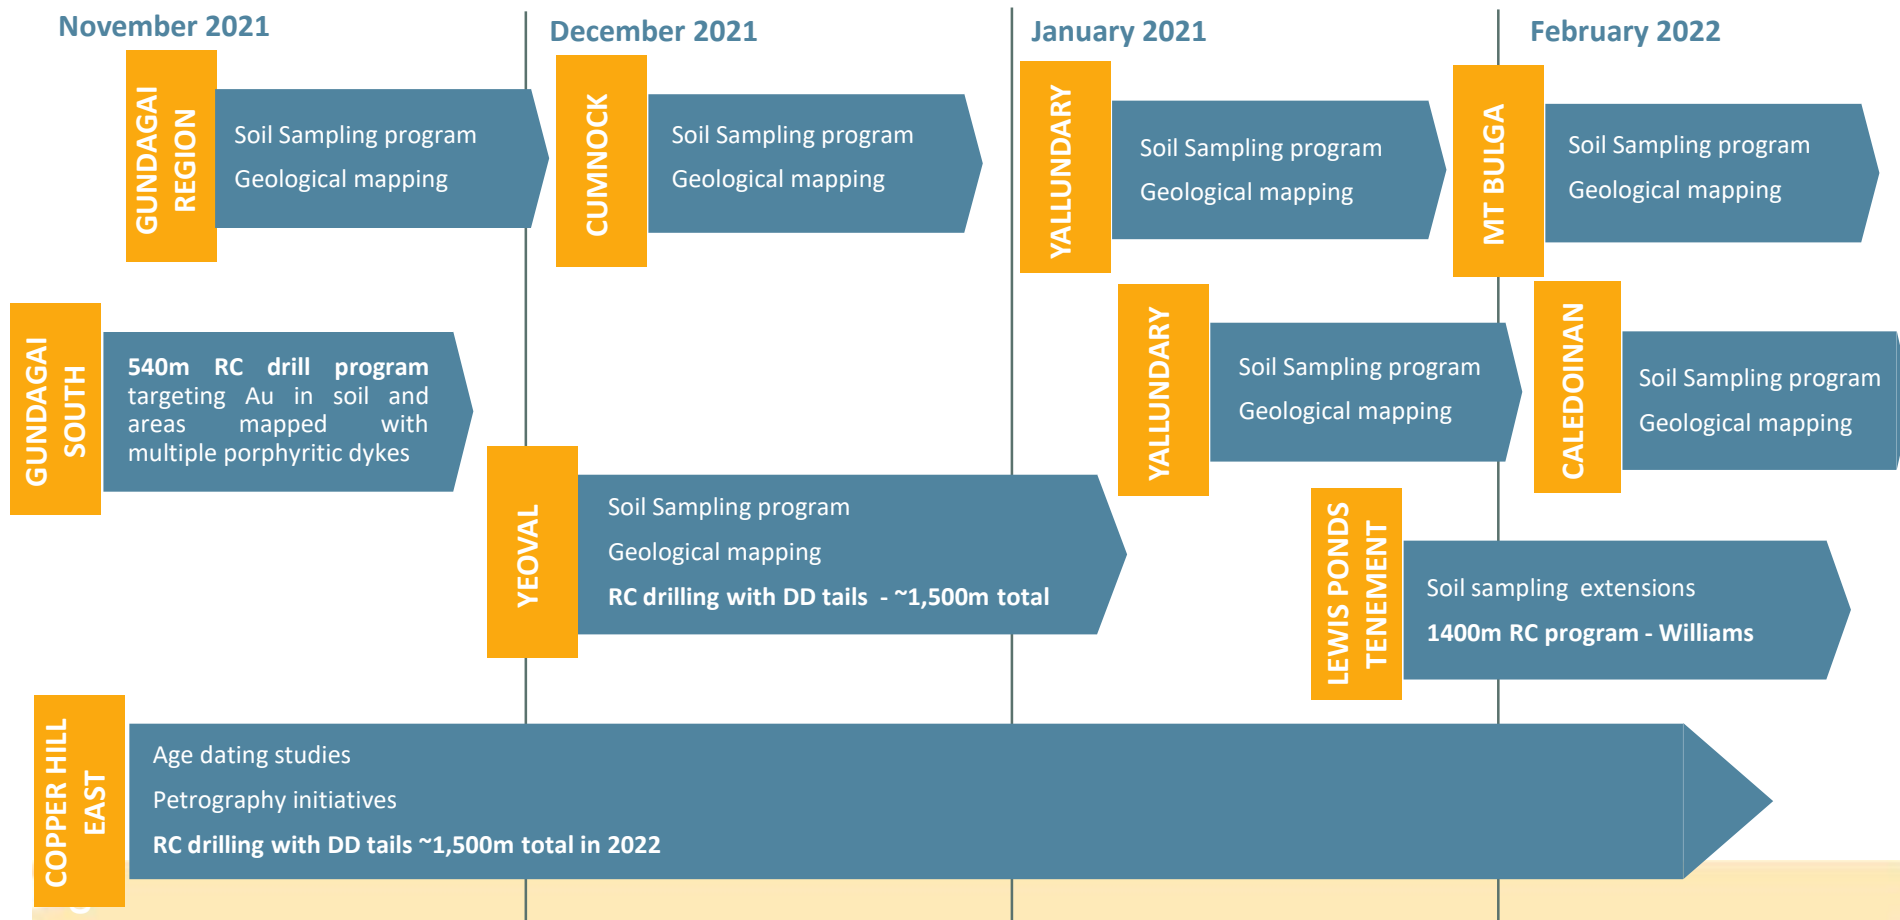 November 2021
December 2021
January 2021
February 2022
GUNDAGAI
REGION
Soil Sampling program
Geological mapping
CUMNOCK
Soil Sampling program
Geological mapping
YALLUNDARY
Soil Sampling program
Geological mapping
MT BULGA
Soil Sampling program
Geological mapping
GUNDAGAI
SOUTH
540m RC drill program
targeting Au in soil and
areas mapped with
multiple porphyritic dykes
YALLUNDARY
Soil Sampling program
Geological mapping
CALEDOINAN
Soil Sampling program
Geological mapping
YEOVAL
Soil Sampling program
Geological mapping
RC drilling with DD tails - ~1,500m total
LEWIS PONDS
TENEMENT
Soil sampling extensions
1400m RC program - Williams
COPPER HILL
EAST
Age dating studies
Petrography initiatives
RC drilling with DD tails ~1,500m total in 2022